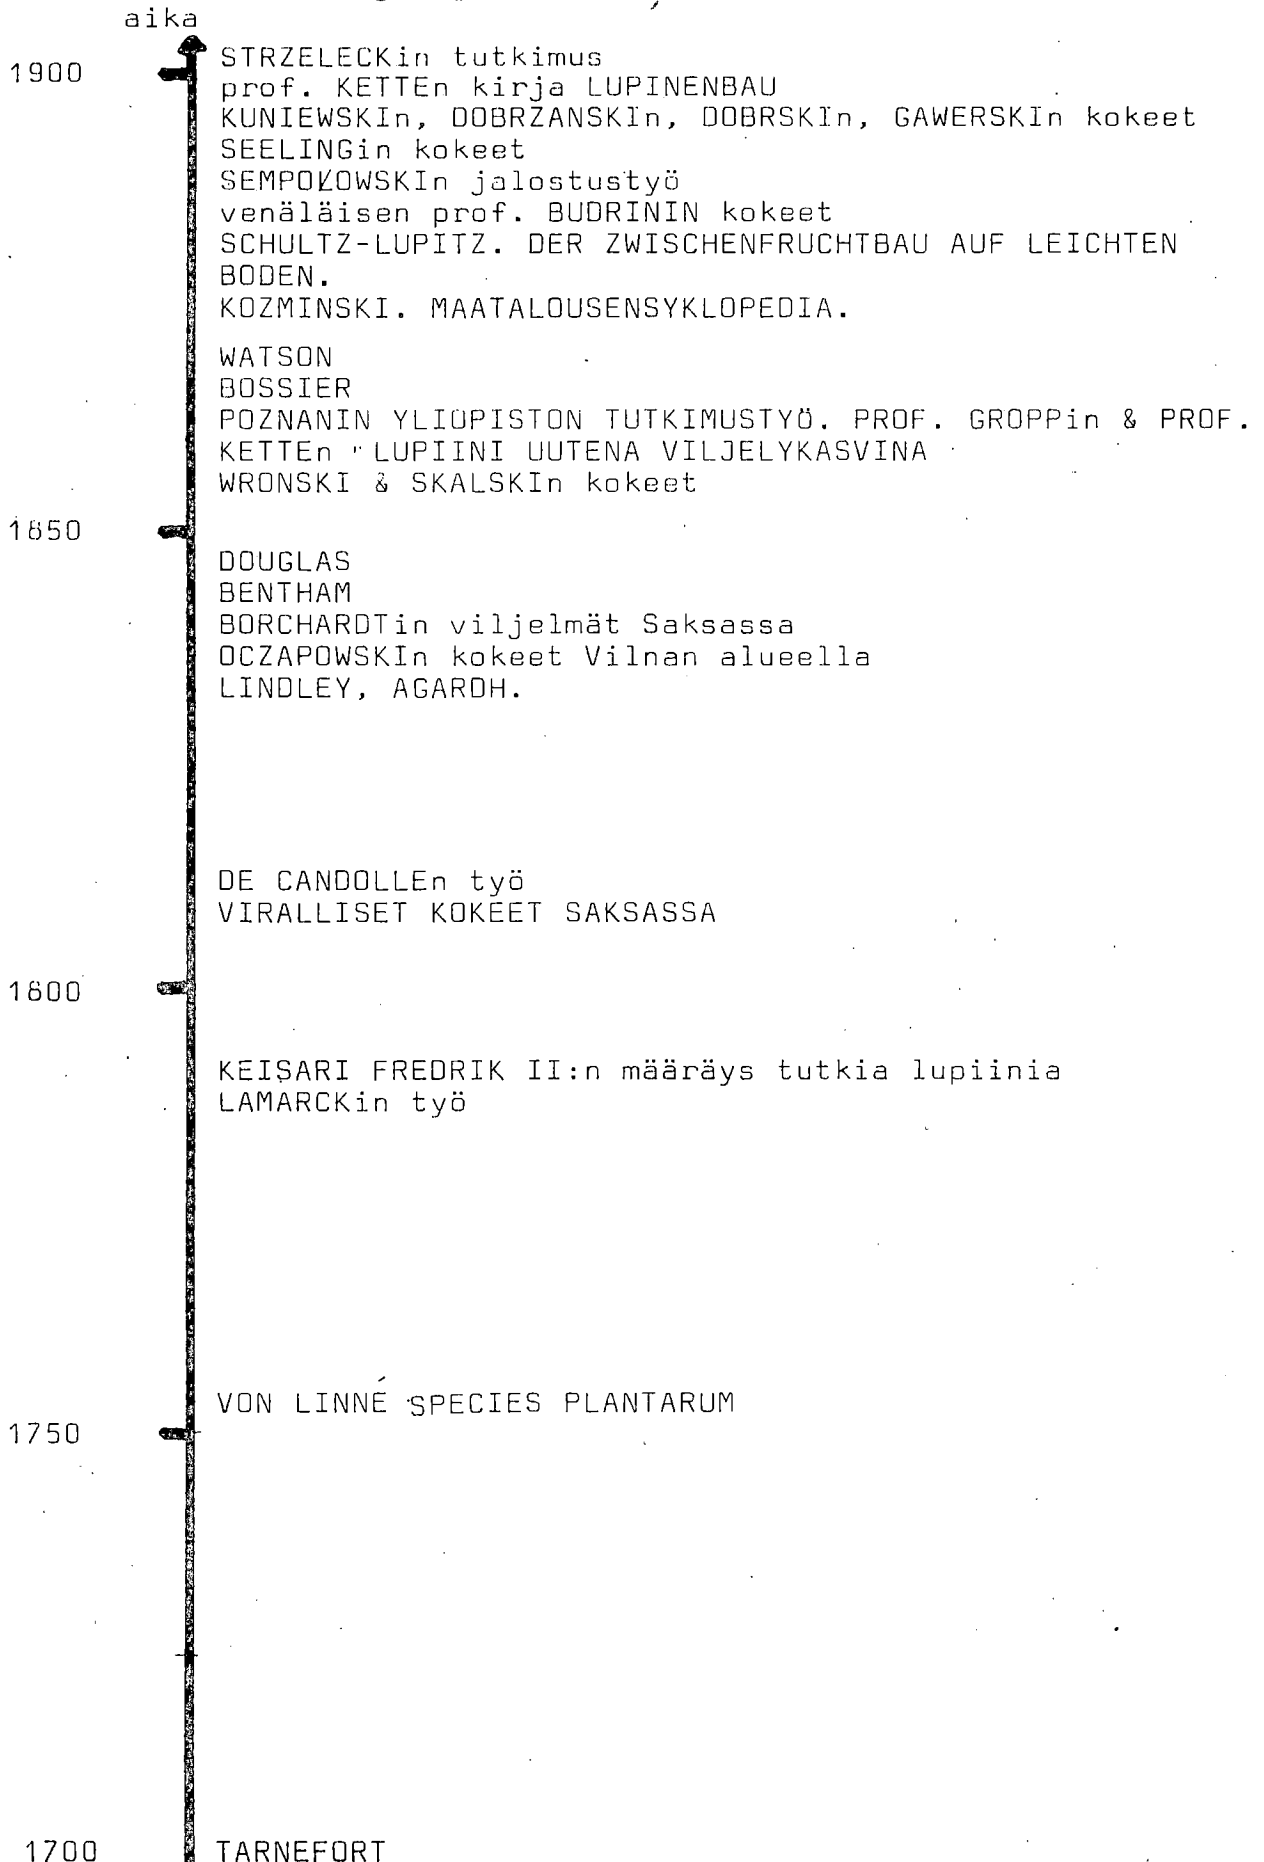 aika
1900
STRZELECKin tutkimus
prof. KETTEn kirja LUPINENBAU
KUNIEWSKIn, DOBRZANSKIn, DOBRSKIn, GAWERSKIn kokeet
SEELINGin kokeet
SEMPOŁOWSKIn jalostustyö
venäläisen prof. BUDRININ kokeet
SCHULTZ-LUPITZ. DER ZWISCHENFRUCHTBAU AUF LEICHTEN
BODEN.
KOZMINSKI. MAATALOUSENSYKLOPEDIA.
WATSON
BOSSIER
POZNANIN YLIOPISTON TUTKIMUSTYÖ. PROF. GROPPin & PROF.
KETTEn " LUPIINI UUTENA VILJELYKASVINA
WRONSKI & SKALSKIn kokeet
1850
DOUGLAS
BENTHAM
BORCHARDTin viljelmät Saksassa
OCZAPOWSKIn kokeet Vilnan alueella
LINDLEY, AGARDH.
DE CANDOLLEn työ
VIRALLISET KOKEET SAKSASSA
1800
KEISARI FREDRIK II:n määräys tutkia lupiinia
LAMARCKin työ
VON LINNÉ SPECIES PLANTARUM
1750
1700 TARNEFORT